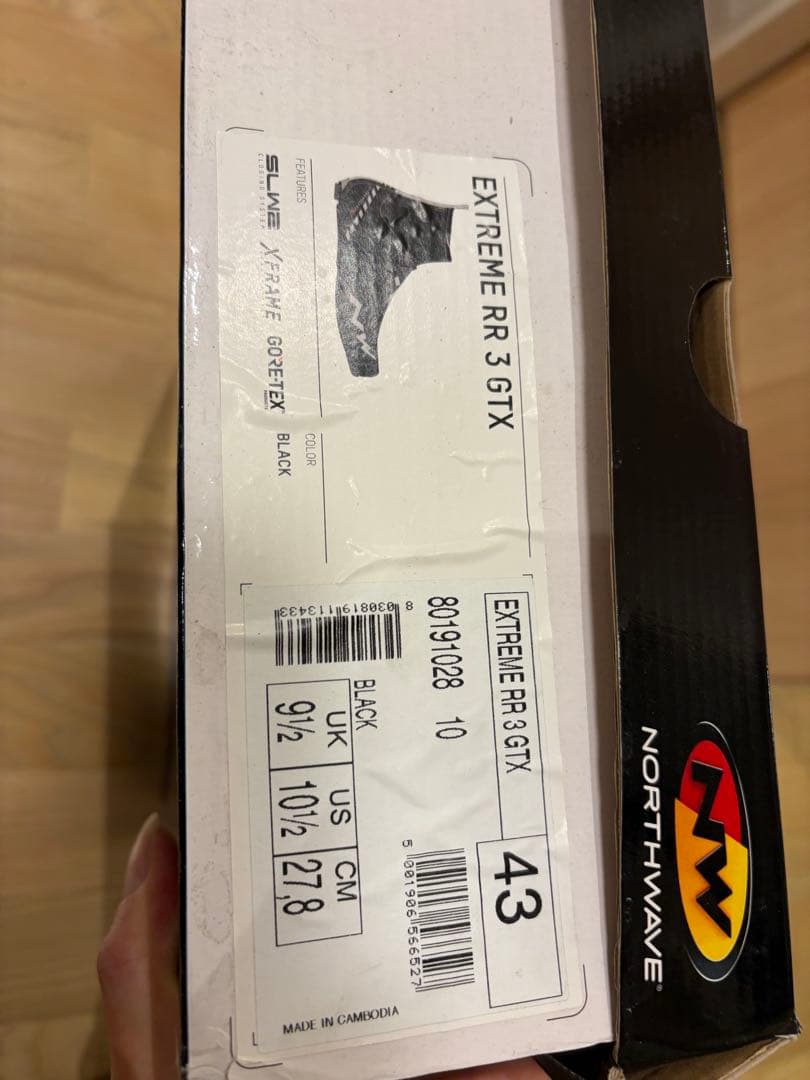 EXTREME RR 3 GTX
FEATURES
SLW2
CLOSING SYSTEM
XFRAME
GORE-TEX
COLOR
BLACK
EXTREME RR 3 GTX
43
80191028 10
8 030819 113433
5 001906 566527
BLACK
UK US CM
9½ 10½ 27,8
MADE IN CAMBODIA
NW
NORTHWAVE®
NW